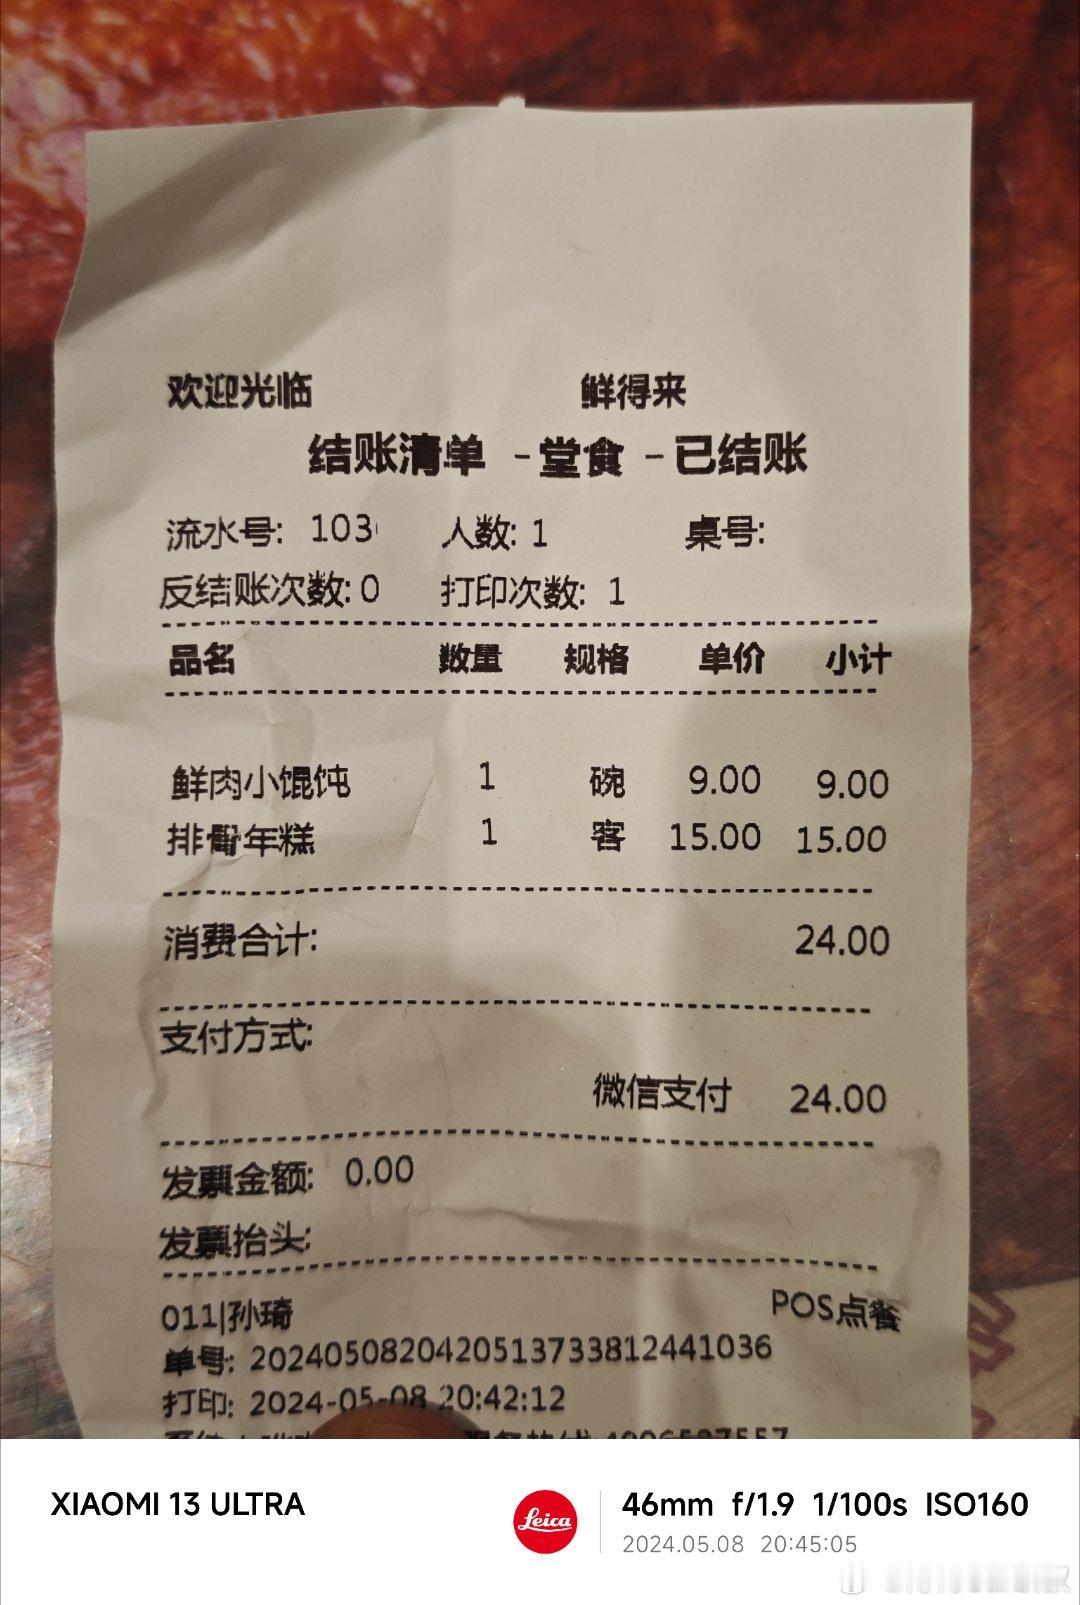 欢迎光临 鲜得来
结账清单 -堂食 -已结账
流水号: 103 人数: 1 桌号:
反结账次数:0 打印次数: 1
品名 数量 规格 单价 小计
鲜肉小馄饨 1 碗 9.00 9.00
排骨年糕 1 客 15.00 15.00
消费合计: 24.00
支付方式:
微信支付 24.00
发票金额: 0.00
发票抬头:
011|孙琦 POS点餐
单号: 2024050820420513733812441036
打印: 2024-05-08 20:42:12
XIAOMI 13 ULTRA
Leica
46mm f/1.9 1/100s ISO160
2024.05.08 20:45:05